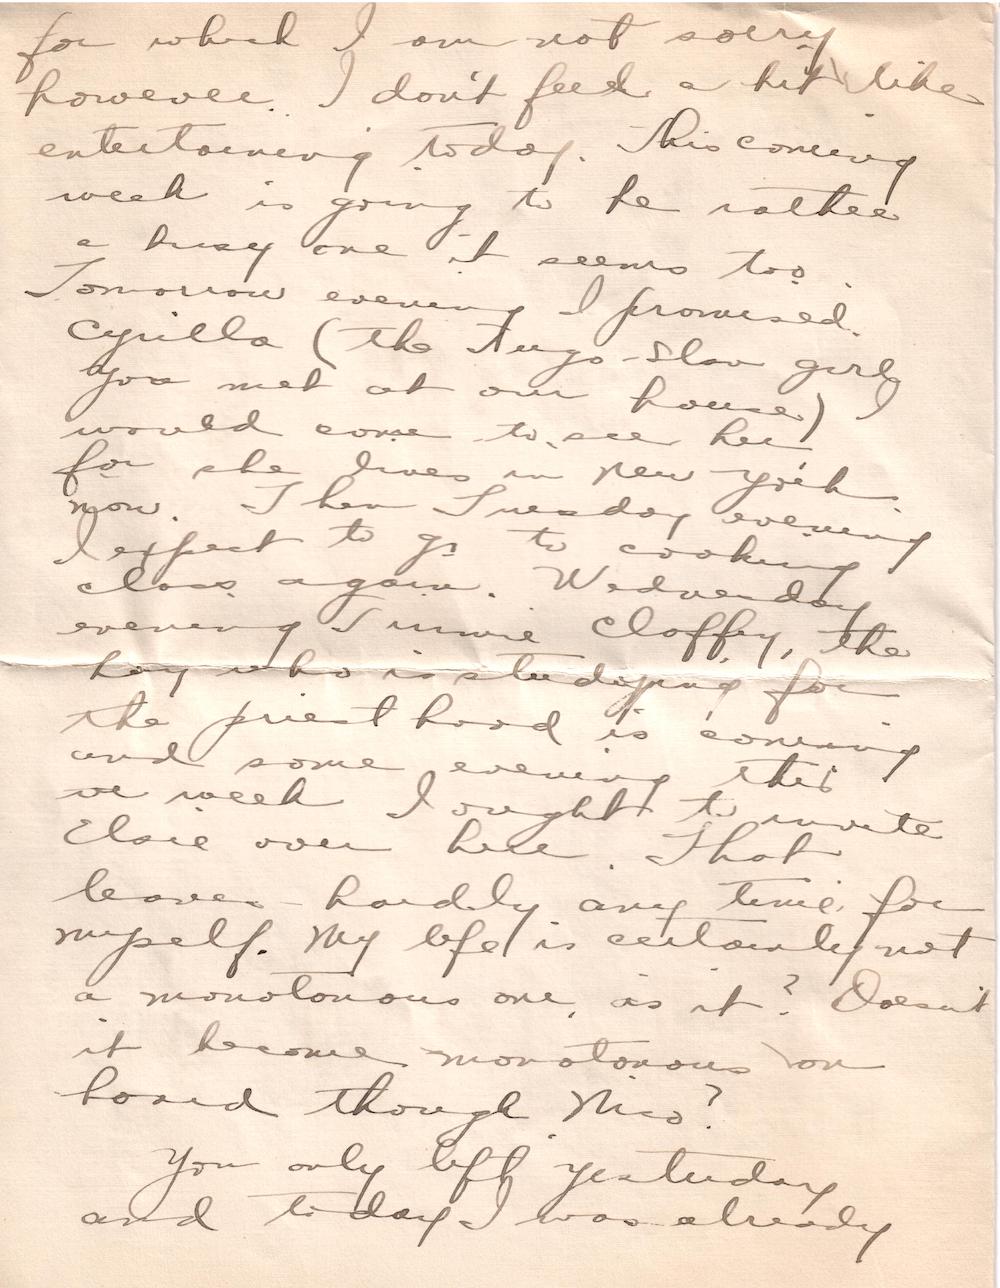 for which I am not sorry
however. I don't feel a bit like
entertaining today. This coming
week is going to be rather
a busy one it seems too.
Tomorrow evening I promised
Cyrilla (the Jugo-Slav girl
you met at our house) I
would come to see her
for she lives in New York
now. Then Tuesday evening
I expect to go to cooking
class again. Wednesday
evening Jimmie Cloffey, the
boy who is studying for
the priesthood is coming
and some evening this
we week I ought to invite
Elsie over here. That
leaves hardly any time for
myself. My life is certainly not
a monotonous one, is it? Doesn't
it become monotonous on
board though Nico?
You only left yesterday
and today I was already